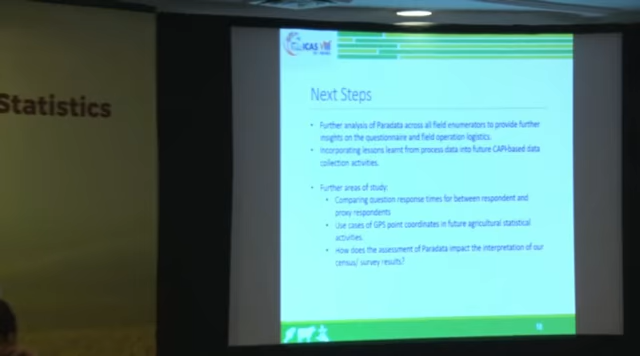 Statistics
ICAS VIII
Next Steps
• Further analysis of Paradata across all field enumerators to provide further
insights on the questionnaire and field operation logistics.
• Incorporating lessons learnt from process data into future CAPI-based data
collection activities.
• Further areas of study:
• Comparing question response times for between respondent and
proxy respondents
• Use cases of GPS point coordinates in future agricultural statistical
activities.
• How does the assessment of Paradata impact the interpretation of our
census/ survey results?